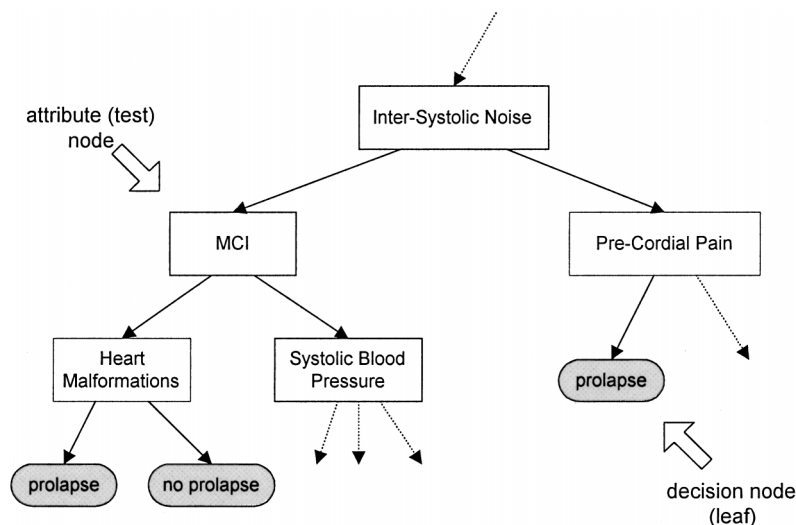 Inter-Systolic Noise
attribute (test)
node
MCI
Pre-Cordial Pain
Heart
Malformations
Systolic Blood
Pressure
prolapse
prolapse
no prolapse
decision node
(leaf)